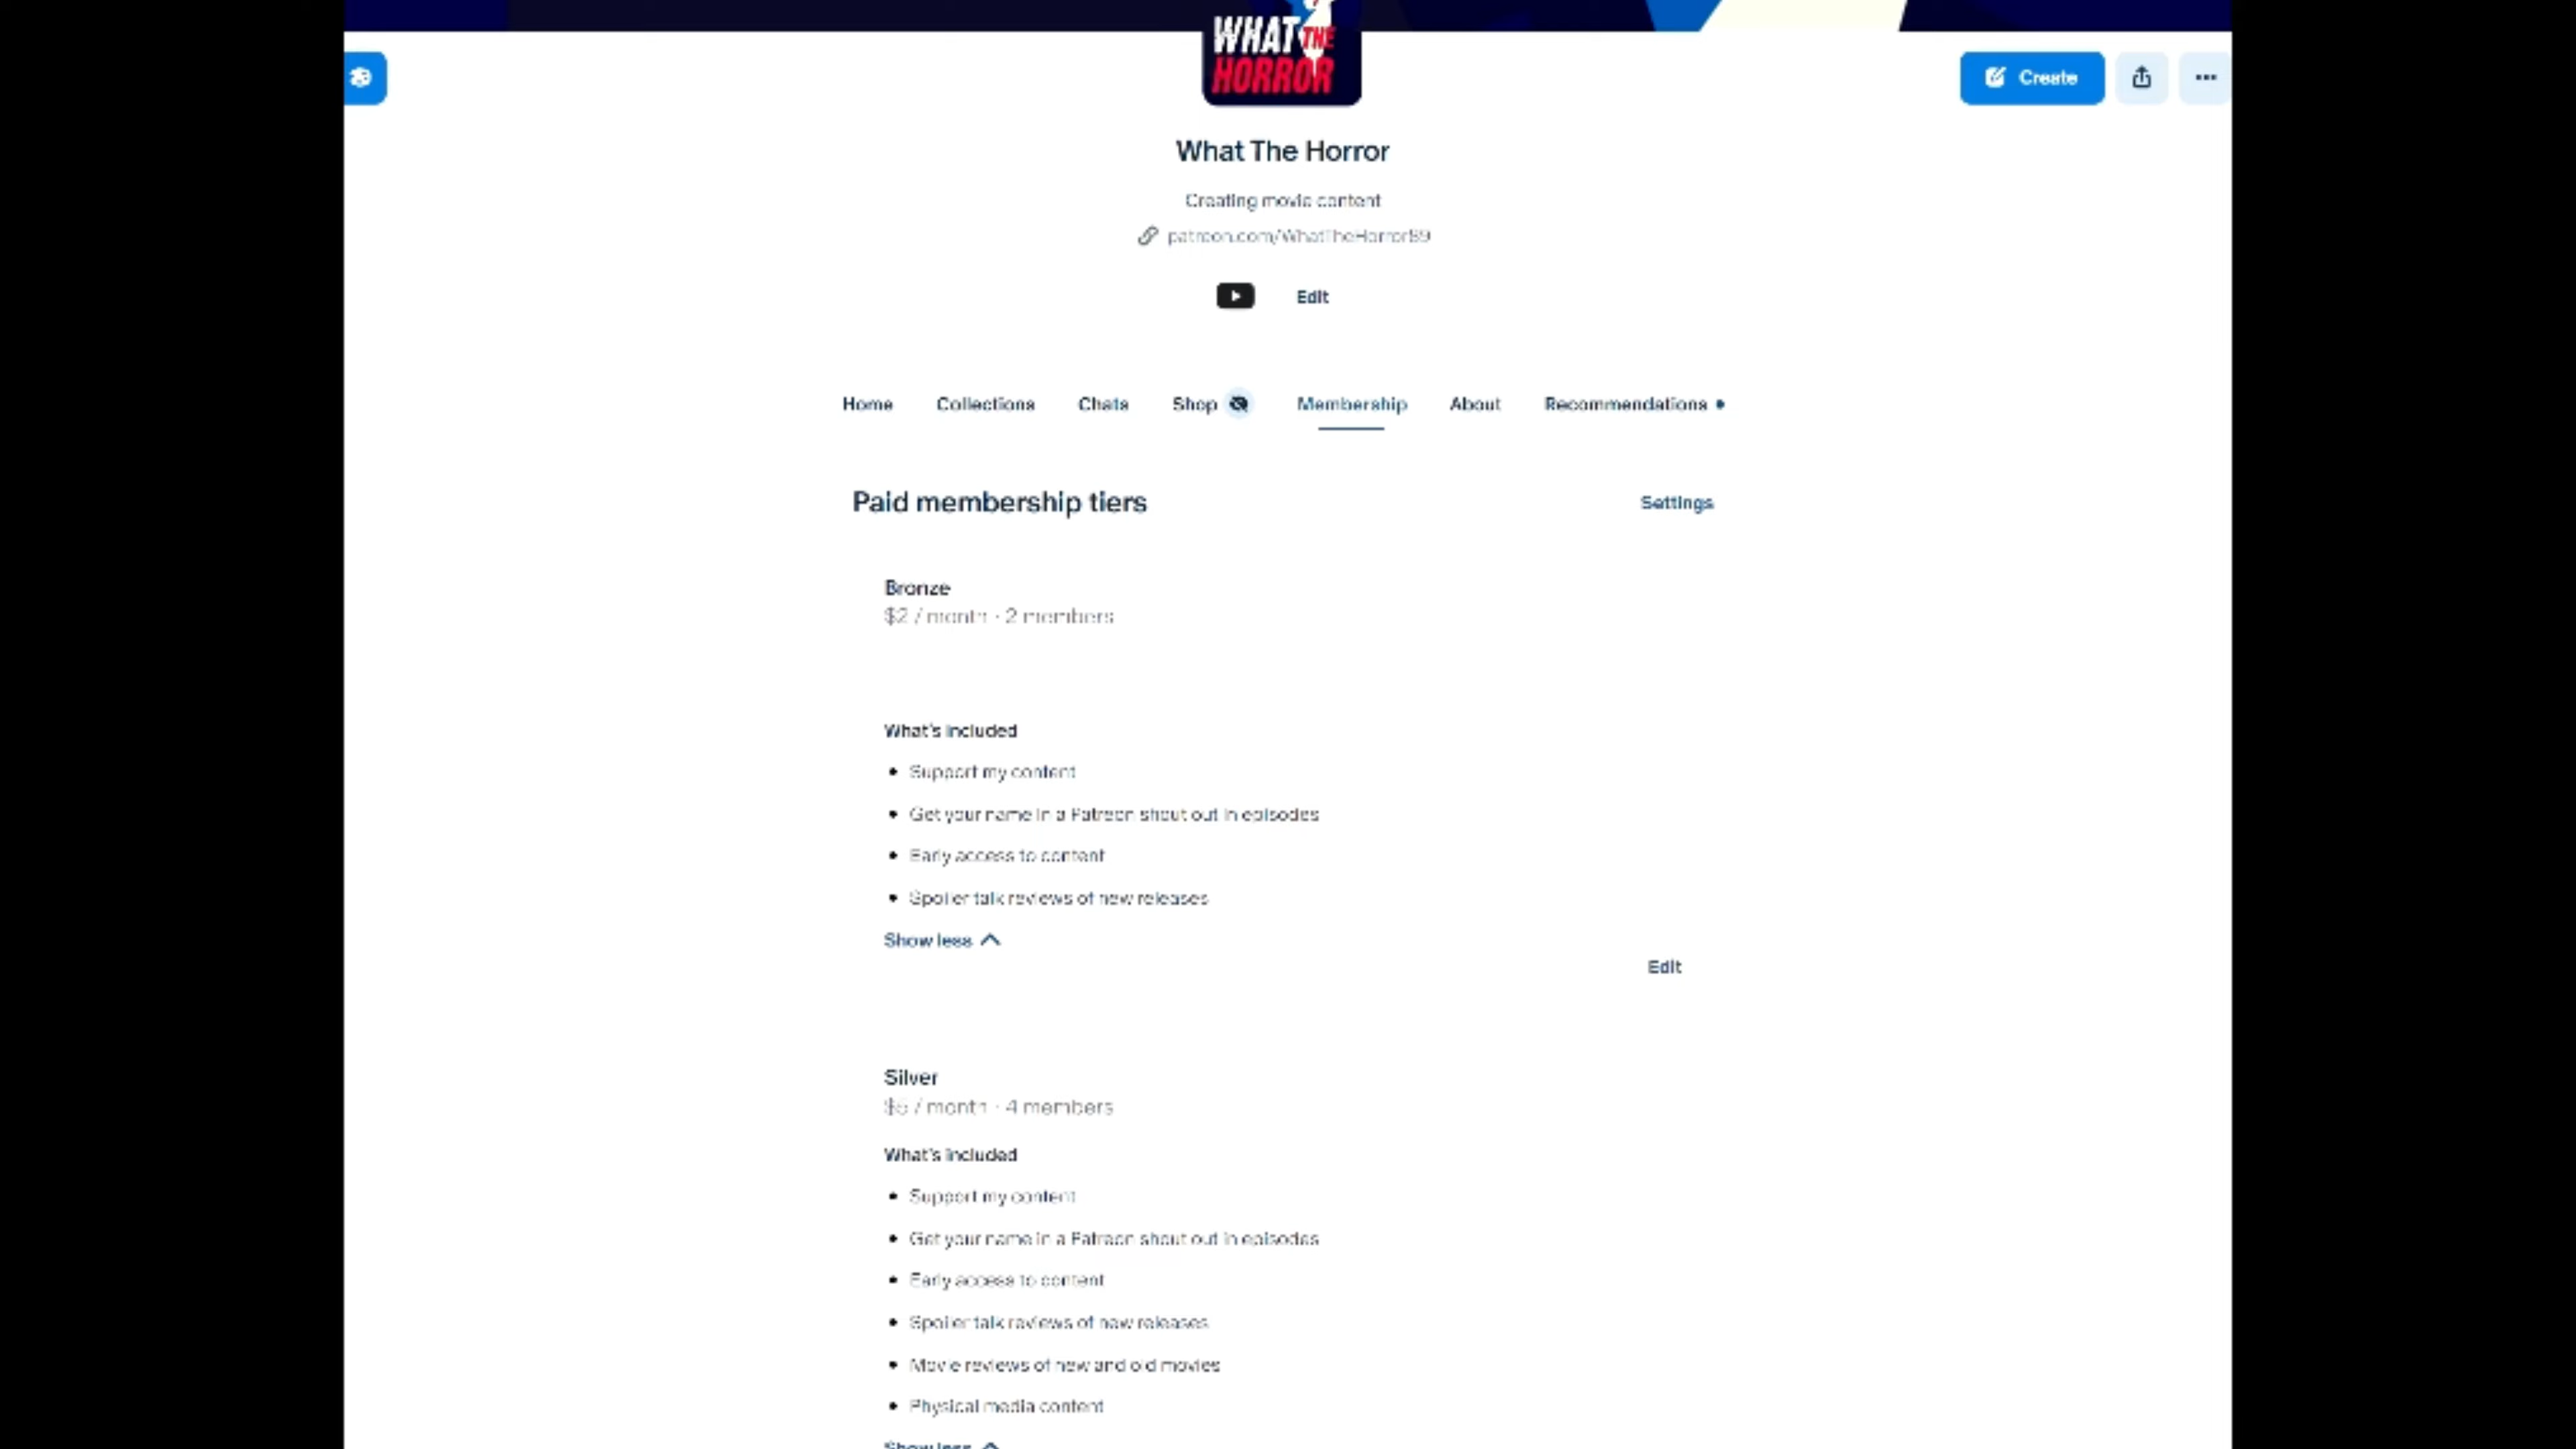 WHAT THE
HORROR
Create
What The Horror
Creating movie content
patreon.com/WhatTheHorror89
Edit
Home Collections Chats Shop Membership About Recommendations
Paid membership tiers Settings
Bronze
$2 / month · 2 members
What's included
Support my content
Get your name in a Patreon shout out in episodes
Early access to content
Spoiler talk reviews of new releases
Show less
Edit
Silver
$5 / month · 4 members
What's included
Support my content
Get your name in a Patreon shout out in episodes
Early access to content
Spoiler talk reviews of new releases
Movie reviews of new and old movies
Physical media content
Show less